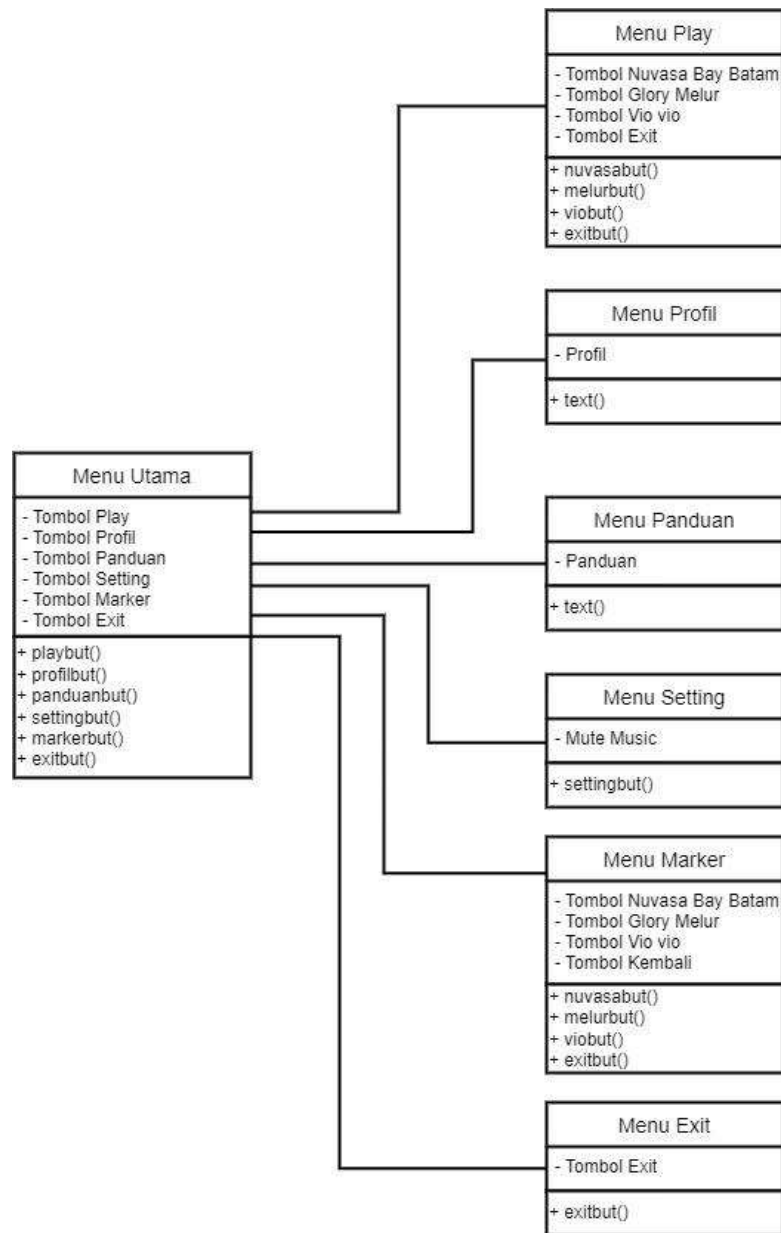 Menu Play
- Tombol Nuvasa Bay Batam
- Tombol Glory Melur
- Tombol Vio vio
- Tombol Exit
+ nuvasabut()
+ melurbut()
+ viobut()
+ exitbut()
Menu Profil
- Profil
+ text()
Menu Utama
- Tombol Play
- Tombol Profil
- Tombol Panduan
- Tombol Setting
- Tombol Marker
- Tombol Exit
+ playbut()
+ profilbut()
+ panduanbut()
+ settingbut()
+ markerbut()
+ exitbut()
Menu Panduan
- Panduan
+ text()
Menu Setting
- Mute Music
+ settingbut()
Menu Marker
- Tombol Nuvasa Bay Batam
- Tombol Glory Melur
- Tombol Vio vio
- Tombol Kembali
+ nuvasabut()
+ melurbut()
+ viobut()
+ exitbut()
Menu Exit
- Tombol Exit
+ exitbut()